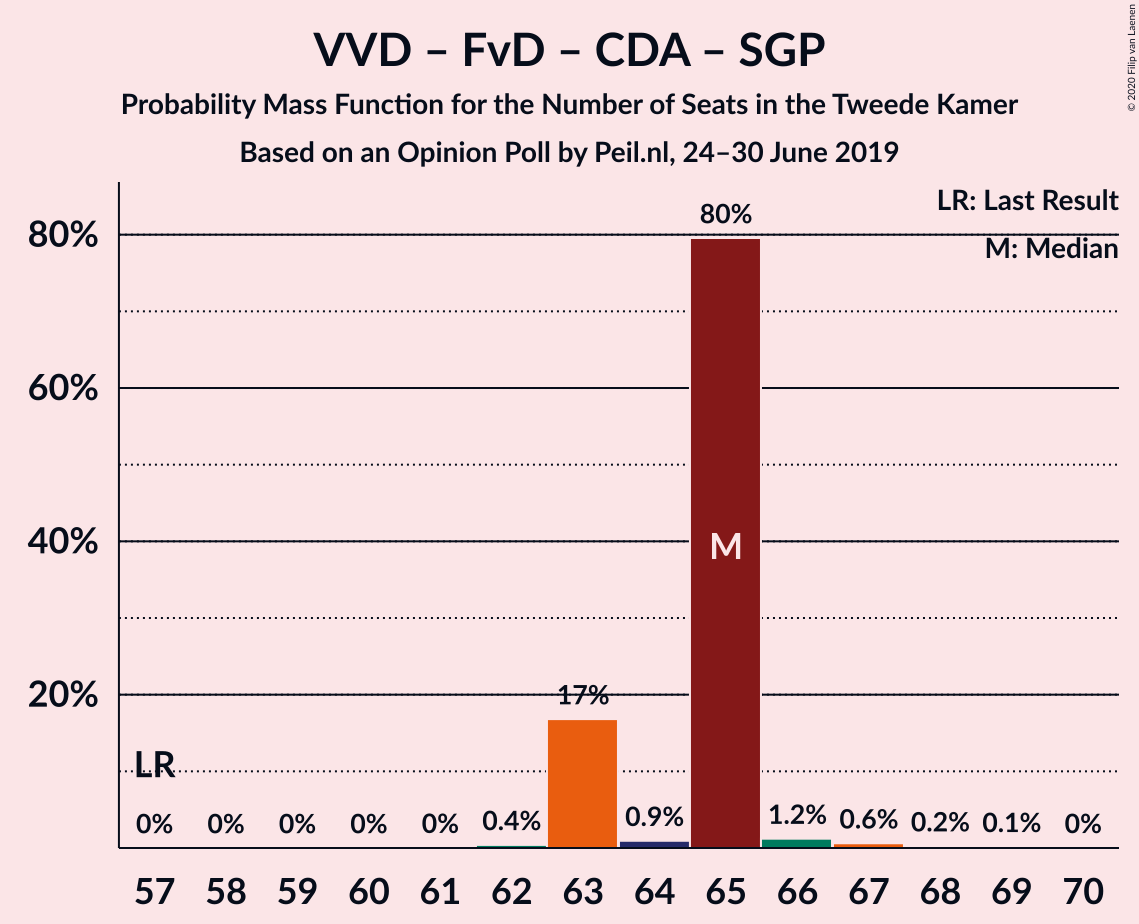 VVD – FvD – CDA – SGP
Probability Mass Function for the Number of Seats in the Tweede Kamer
Based on an Opinion Poll by Peil.nl, 24–30 June 2019
© 2020 Filip van Laenen
LR: Last Result
M: Median
80%
60%
40%
20%
LR
0% 0% 0% 0% 0% 0.4% 17% 0.9% 80% 1.2% 0.6% 0.2% 0.1% 0%
M
57 58 59 60 61 62 63 64 65 66 67 68 69 70